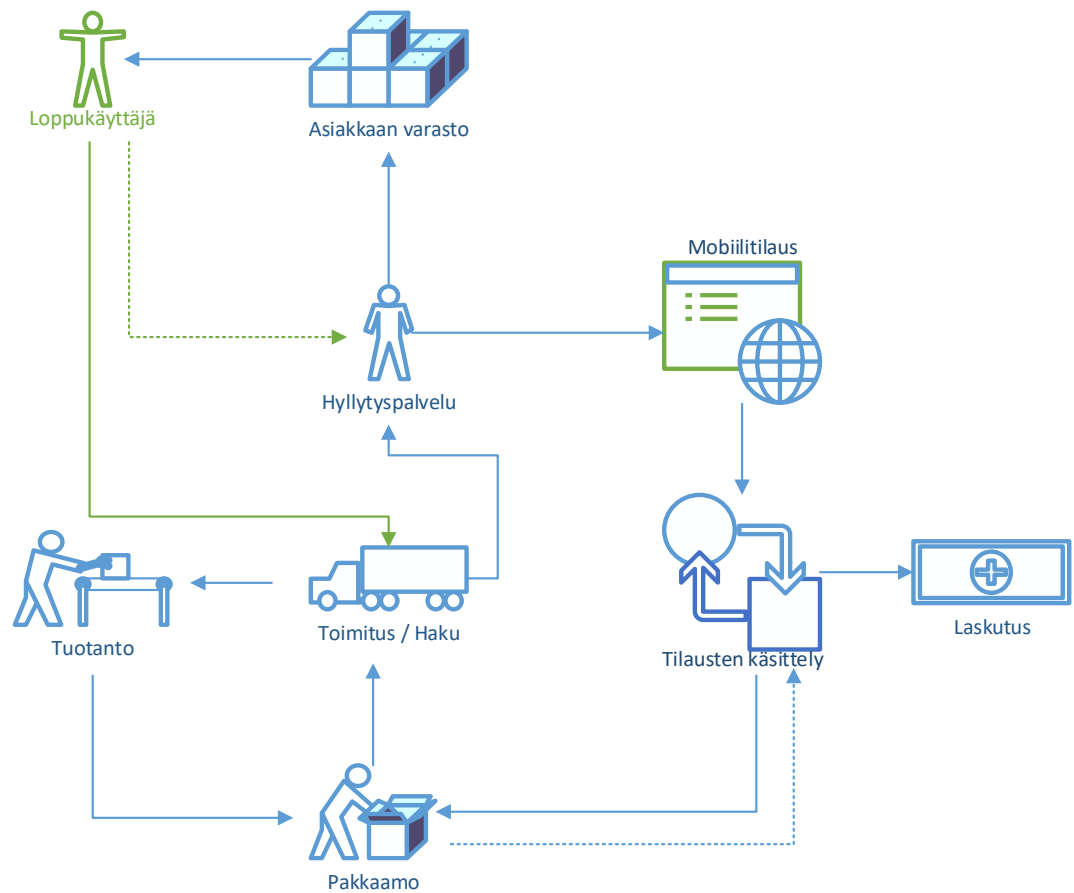 Loppukäyttäjä
Asiakkaan varasto
Mobiilitilaus
Hyllytyspalvelu
Tuotanto
Toimitus / Haku
Tilausten käsittely
Laskutus
Pakkaamo